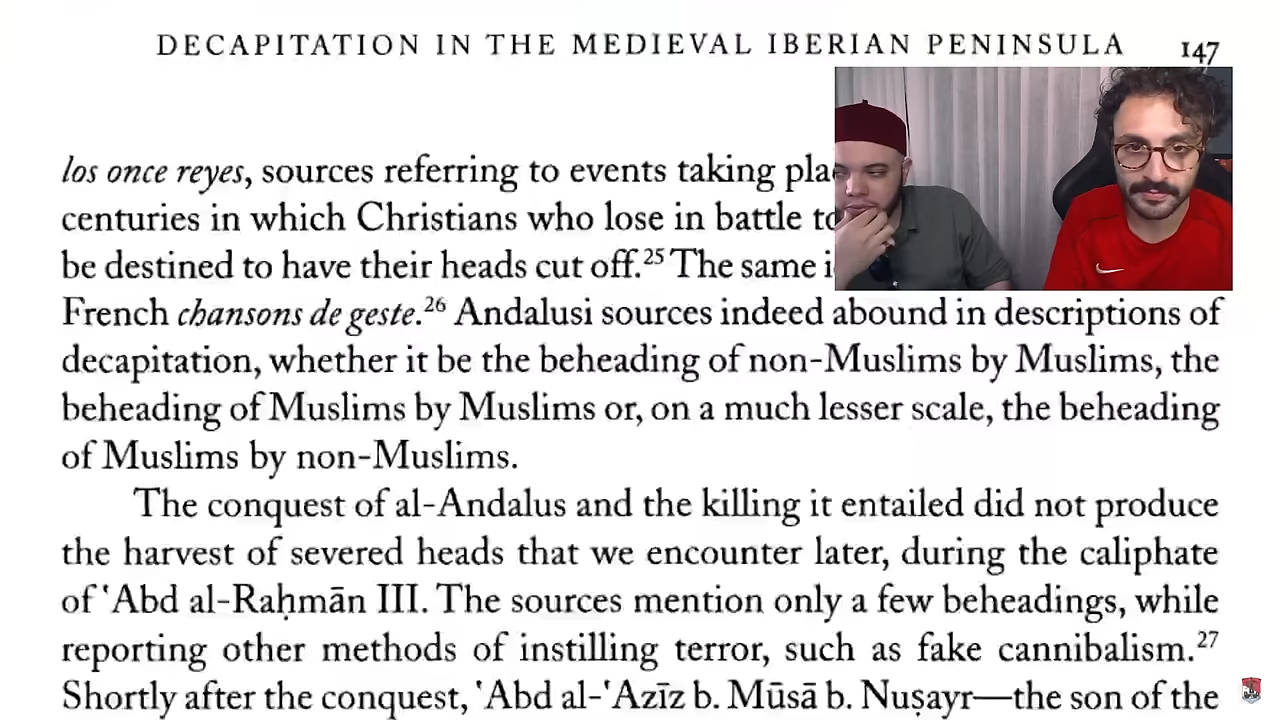 DECAPITATION IN THE MEDIEVAL IBERIAN PENINSULA 147
los once reyes, sources referring to events taking
centuries in which Christians who lose in battle
be destined to have their heads cut off.²⁵ The same
French chansons de geste.²⁶ Andalusi sources indeed abound in descriptions of
decapitation, whether it be the beheading of non-Muslims by Muslims, the
beheading of Muslims by Muslims or, on a much lesser scale, the beheading
of Muslims by non-Muslims.
The conquest of al-Andalus and the killing it entailed did not produce
the harvest of severed heads that we encounter later, during the caliphate
of ʿAbd al-Raḥmān III. The sources mention only a few beheadings, while
reporting other methods of instilling terror, such as fake cannibalism.²⁷
Shortly after the conquest, ʿAbd al-ʿAzīz b. Mūsā b. Nuṣayr—the son of the